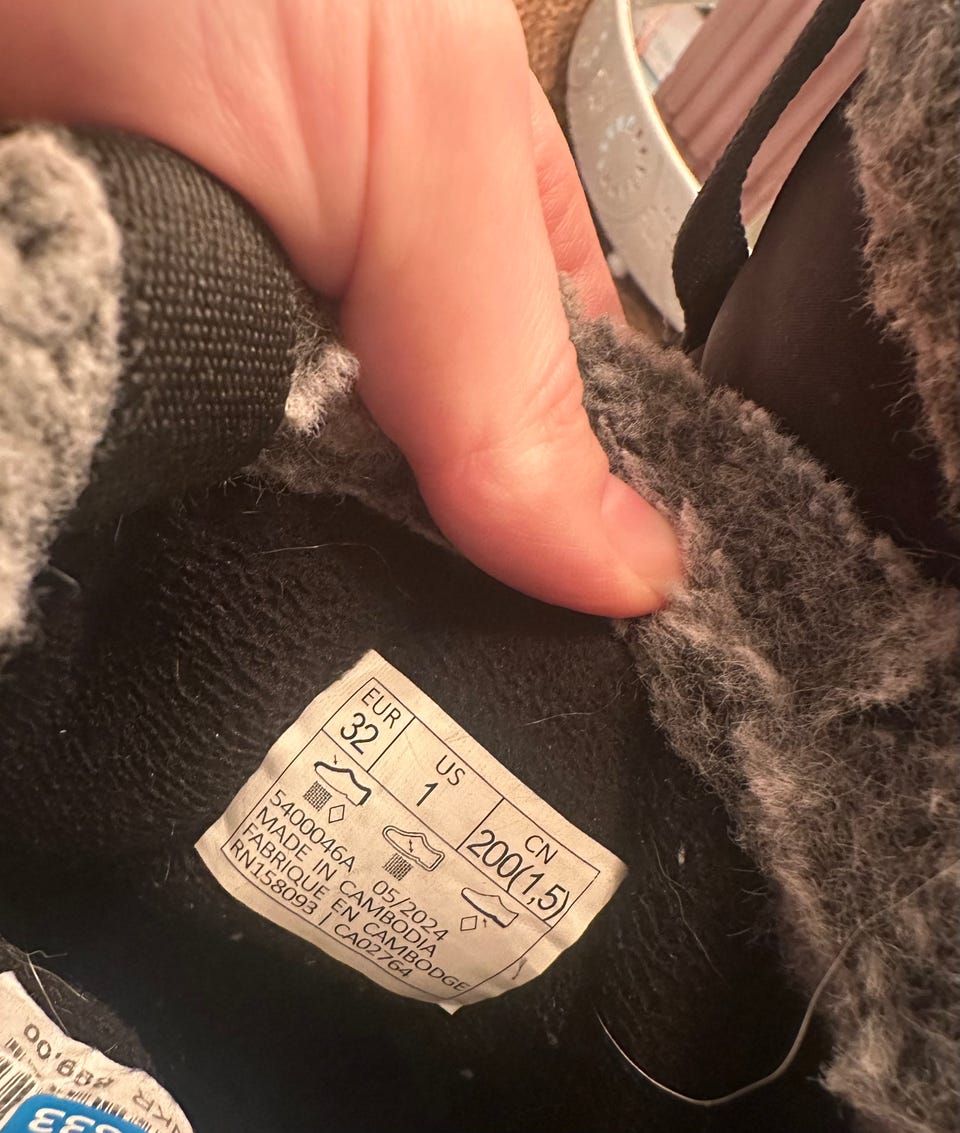 EUR
32
US
1
CN
200(1,5)
5400046A 05/2024
MADE IN CAMBODIA
FABRIQUE EN CAMBODGE
RN158093 | CA02764